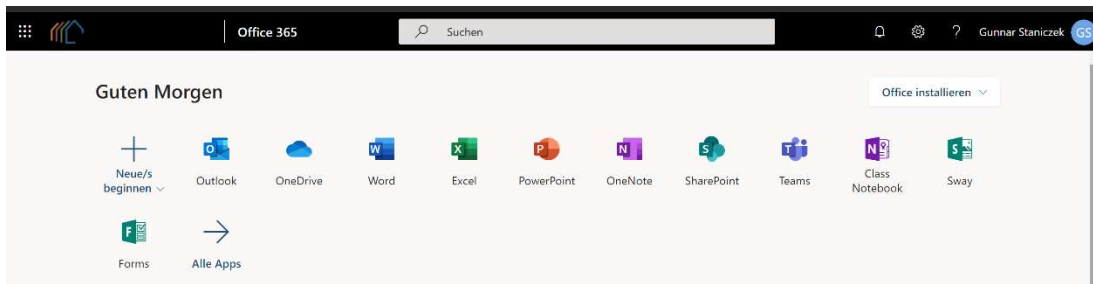 Office 365
Suchen
?
Gunnar Staniczek
GS
Guten Morgen
Office installieren
Neue/s
beginnen
Outlook
OneDrive
Word
Excel
PowerPoint
OneNote
SharePoint
Teams
Class
Notebook
Sway
Forms
Alle Apps